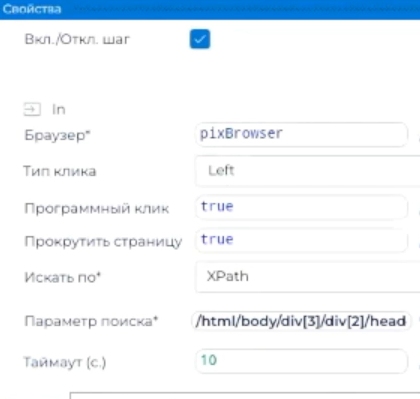 Свойства
Вкл./Откл. шаг
In
Браузер* pixBrowser
Тип клика Left
Программный клик true
Прокрутить страницу true
Искать по* XPath
Параметр поиска* /html/body/div[3]/div[2]/head
Таймаут (с.) 10